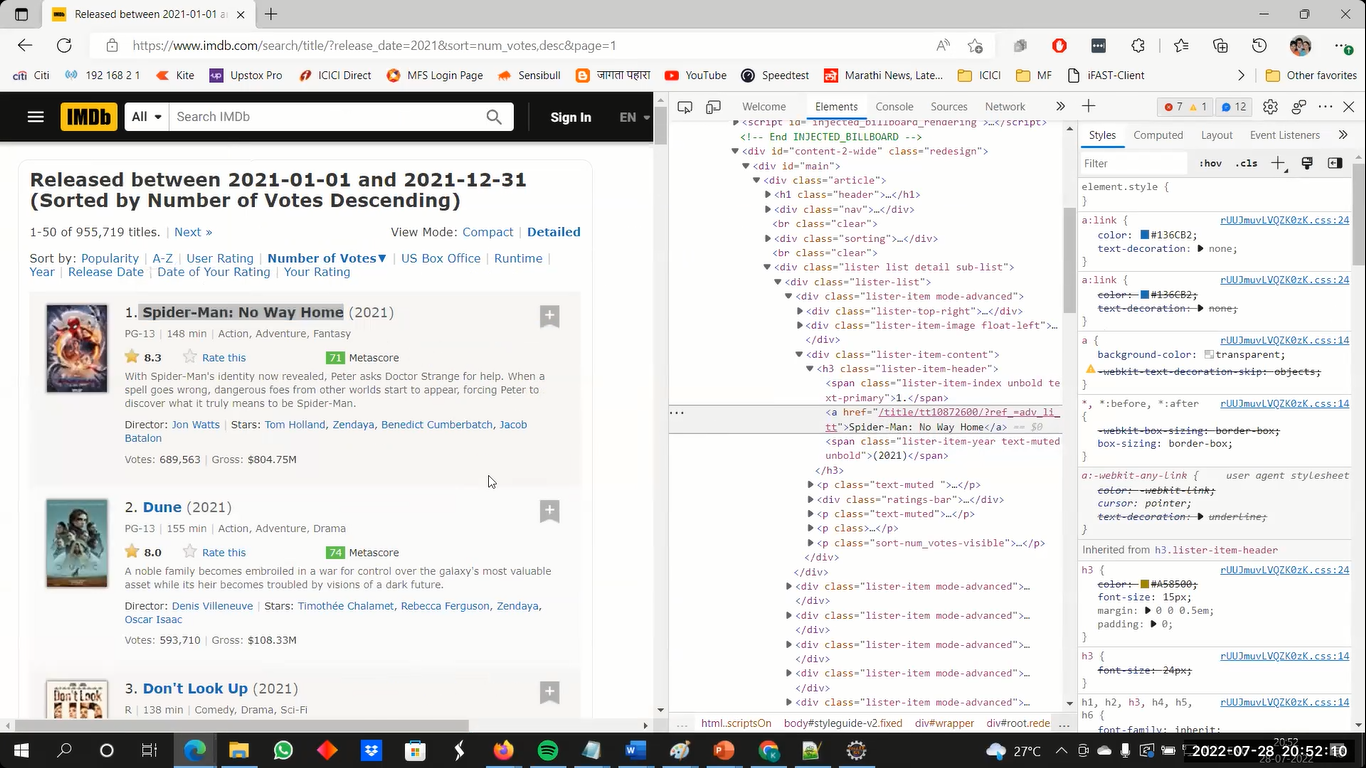 Released between 2021-01-01 a
https://www.imdb.com/search/title/?release_date=2021&sort=num_votes,desc&page=1
Citi 192 168 2 1 Kite Upstox Pro ICICI Direct MFS Login Page Sensibull जागता पहारा YouTube Speedtest Marathi News, Late... ICICI MF iFAST-Client Other favorites
IMDb All Search IMDb Sign In EN
Released between 2021-01-01 and 2021-12-31
(Sorted by Number of Votes Descending)
1-50 of 955,719 titles. | Next » View Mode: Compact | Detailed
Sort by: Popularity | A-Z | User Rating | Number of Votes▼ | US Box Office | Runtime |
Year | Release Date | Date of Your Rating | Your Rating
1. Spider-Man: No Way Home (2021)
PG-13 | 148 min | Action, Adventure, Fantasy
8.3 Rate this 71 Metascore
With Spider-Man's identity now revealed, Peter asks Doctor Strange for help. When a
spell goes wrong, dangerous foes from other worlds start to appear, forcing Peter to
discover what it truly means to be Spider-Man.
Director: Jon Watts | Stars: Tom Holland, Zendaya, Benedict Cumberbatch, Jacob
Batalon
Votes: 689,563 | Gross: $804.75M
2. Dune (2021)
PG-13 | 155 min | Action, Adventure, Drama
8.0 Rate this 74 Metascore
A noble family becomes embroiled in a war for control over the galaxy's most valuable
asset while its heir becomes troubled by visions of a dark future.
Director: Denis Villeneuve | Stars: Timothée Chalamet, Rebecca Ferguson, Zendaya,
Oscar Isaac
Votes: 593,710 | Gross: $108.33M
Don't Look
UP
3. Don't Look Up (2021)
R | 138 min | Comedy, Drama, Sci-Fi
Welcome Elements Console Sources Network » 7 1 12
<script id="injected_billboard_rendering">…</script>
<!-- End INJECTED_BILLBOARD -->
<div id="content-2-wide" class="redesign">
<div id="main">
<div class="article">
<h1 class="header">…</h1>
<div class="nav">…</div>
<br class="clear">
<div class="sorting">…</div>
<br class="clear">
<div class="lister list detail sub-list">
<div class="lister-list">
<div class="lister-item mode-advanced">
<div class="lister-top-right">…</div>
<div class="lister-item-image float-left">…
</div>
<div class="lister-item-content">
<h3 class="lister-item-header">
<span class="lister-item-index unbold te
xt-primary">1.</span>
<a href="/title/tt10872600/?ref_=adv_li_
tt">Spider-Man: No Way Home</a> == $0
<span class="lister-item-year text-muted
unbold">(2021)</span>
</h3>
<p class="text-muted ">…</p>
<div class="ratings-bar">…</div>
<p class="text-muted">…</p>
<p class>…</p>
<p class="sort-num_votes-visible">…</p>
</div>
</div>
<div class="lister-item mode-advanced">…
</div>
<div class="lister-item mode-advanced">…
</div>
<div class="lister-item mode-advanced">…
</div>
<div class="lister-item mode-advanced">…
</div>
<div class="lister-item mode-advanced">…
... html.scriptsOn body#styleguide-v2.fixed div#wrapper div#root.rede ...
Styles Computed Layout Event Listeners »
Filter :hov .cls
element.style {
}
a:link { rUUJmuvLVQZK0zK.css:24
color: #136CB2;
text-decoration: none;
}
a:link { rUUJmuvLVQZK0zK.css:24
color: #136CB2;
text-decoration: none;
}
a { rUUJmuvLVQZK0zK.css:14
background-color: transparent;
-webkit-text-decoration-skip: objects;
}
*, *:before, *:after rUUJmuvLVQZK0zK.css:14
{
-webkit-box-sizing: border-box;
box-sizing: border-box;
}
a:-webkit-any-link user agent stylesheet
{
color: -webkit-link;
cursor: pointer;
text-decoration: underline;
}
Inherited from h3.lister-item-header
h3 { rUUJmuvLVQZK0zK.css:24
color: #A58500;
font-size: 15px;
margin: 0 0 0.5em;
padding: 0;
}
h3 { rUUJmuvLVQZK0zK.css:14
font-size: 24px;
}
h1, h2, h3, h4, h5, rUUJmuvLVQZK0zK.css:14
h6 {
font-family: inherit;
27°C 2022-07-28 20:52:10